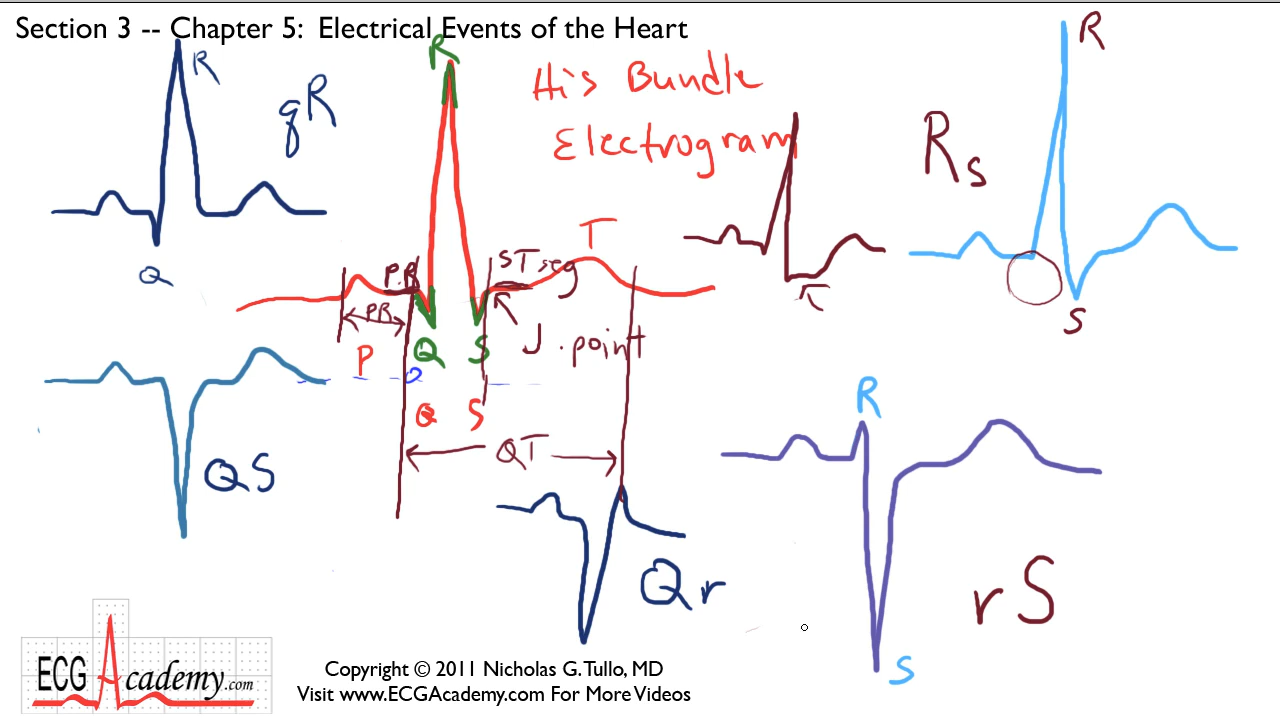 Section 3 -- Chapter 5: Electrical Events of the Heart
R
qR
Q
R
His Bundle
Electrogram
R
Rs
S
T
ST seg
P.R
PR
P
Q
S
J.point
Q
S
QT
QS
Qr
R
rS
S
ECG Academy.com
Copyright © 2011 Nicholas G. Tullo, MD
Visit www.ECGAcademy.com For More Videos